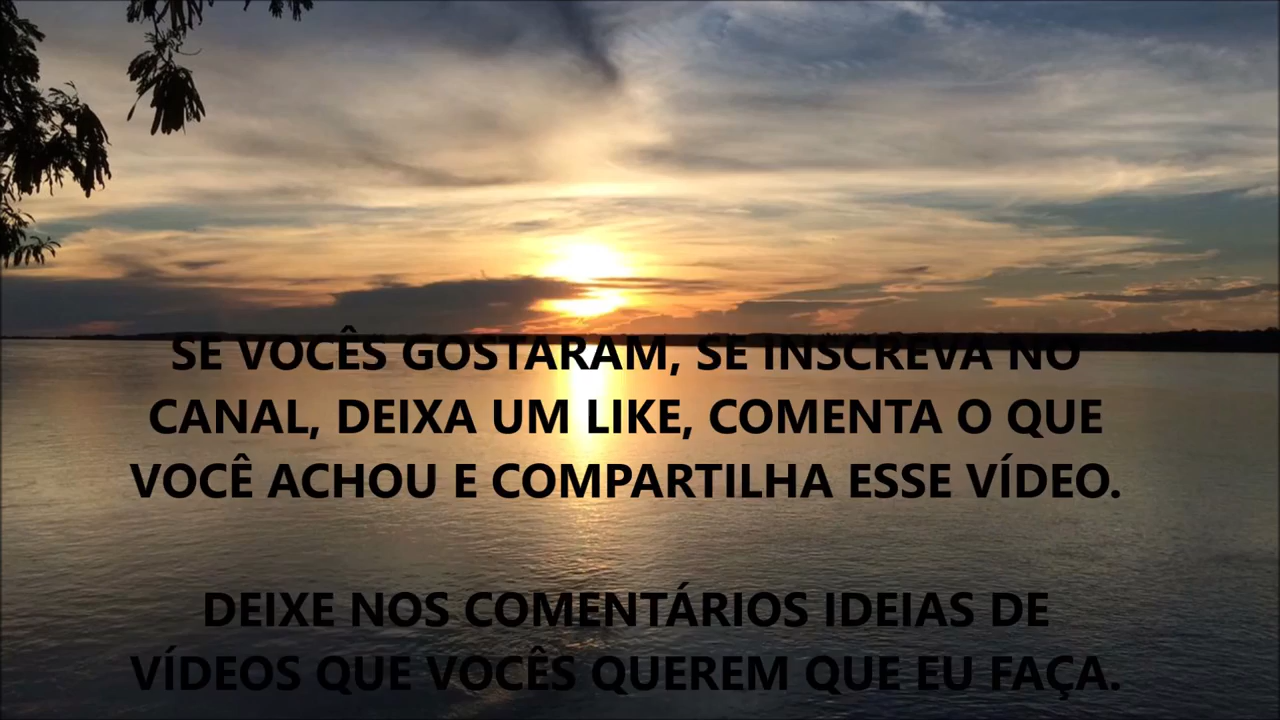 SE VOCÊS GOSTARAM, SE INSCREVA NO
CANAL, DEIXA UM LIKE, COMENTA O QUE
VOCÊ ACHOU E COMPARTILHA ESSE VÍDEO.
DEIXE NOS COMENTÁRIOS IDEIAS DE
VÍDEOS QUE VOCÊS QUEREM QUE EU FAÇA.